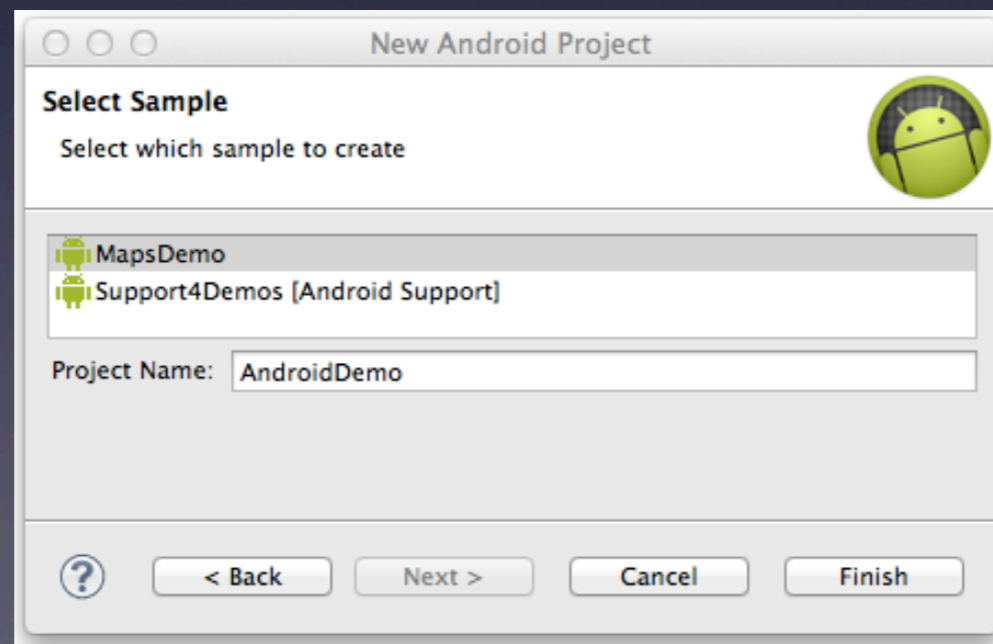 New Android Project
Select Sample
Select which sample to create
MapsDemo
Support4Demos [Android Support]
Project Name: AndroidDemo
? < Back Next > Cancel Finish